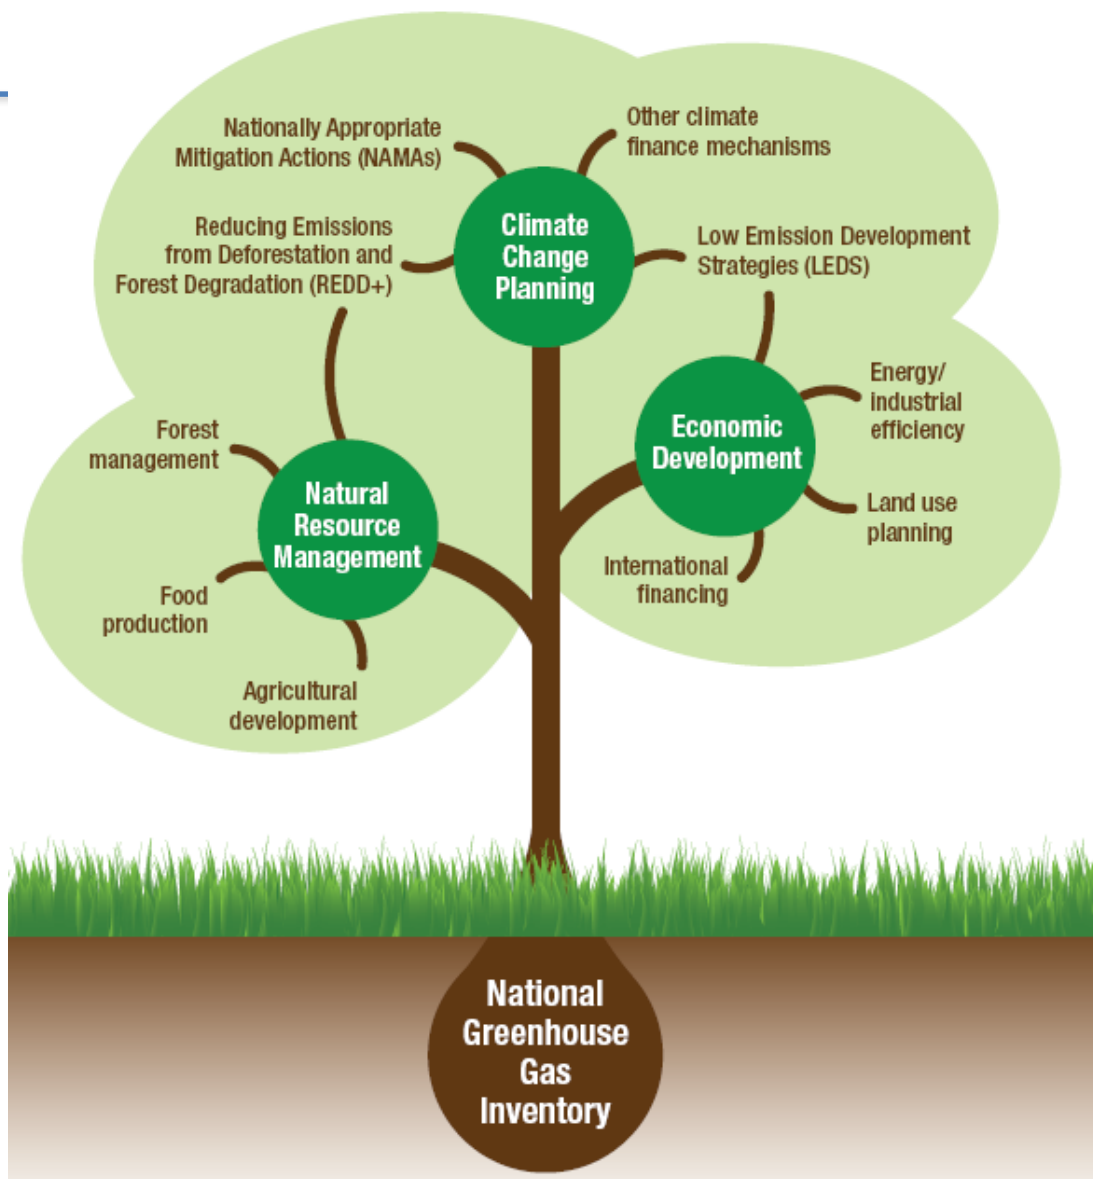 Nationally Appropriate
Mitigation Actions (NAMAs)
Other climate
finance mechanisms
Climate
Change
Planning
Reducing Emissions
from Deforestation and
Forest Degradation (REDD+)
Low Emission Development
Strategies (LEDS)
Energy/
industrial
efficiency
Economic
Development
Forest
management
Natural
Resource
Management
Land use
planning
International
financing
Food
production
Agricultural
development
National
Greenhouse
Gas
Inventory